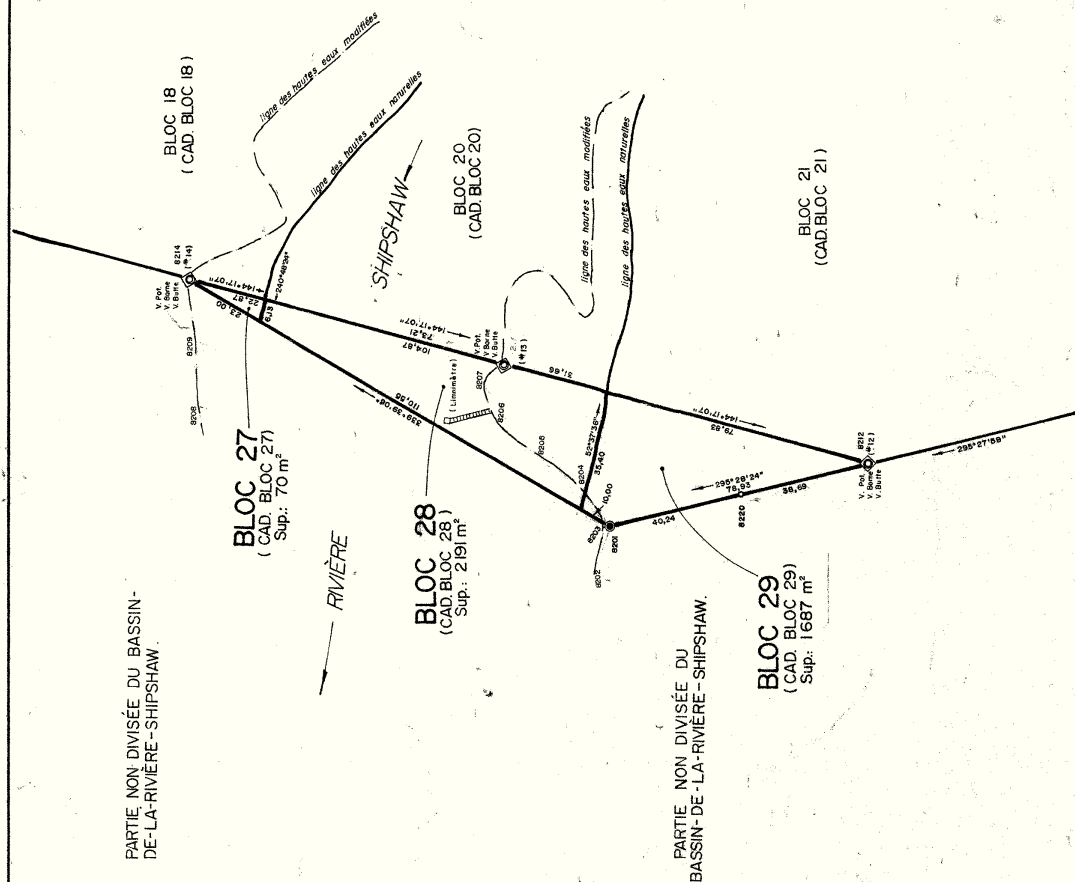 PARTIE NON DIVISÉE DU BASSIN-
DE-LA-RIVIÈRE-SHIPSHAW.
BLOC 18
(CAD. BLOC 18)
ligne des hautes eaux modifiées
ligne des hautes eaux naturelles
8214
(#14)
V. Pot.
V. Borne
V. Butte
8209
8208
144°17'07"
22,87
23,00
6,13
240°48'34"
BLOC 27
(CAD. BLOC 27)
Sup.: 70 m²
SHIPSHAW
BLOC 20
(CAD. BLOC 20)
RIVIÈRE
144°17'07"
73,21
104,87
339°39'06"
110,55
(Limnimètre)
V. Pot.
V. Borne
V. Butte
(#13)
8207
8206
8205
8204
BLOC 28
(CAD. BLOC 28)
Sup.: 2191 m²
ligne des hautes eaux modifiées
ligne des hautes eaux naturelles
31,66
52°37'36"
35,40
10,00
8203
8202
8201
BLOC 21
(CAD. BLOC 21)
144°17'07"
79,83
295°28'24"
78,93
40,24
38,69
8220
8212
(#12)
V. Pot.
V. Borne
V. Butte
295°27'58"
BLOC 29
(CAD. BLOC 29)
Sup.: 1687 m²
PARTIE NON DIVISÉE DU
BASSIN-DE-LA-RIVIÈRE-SHIPSHAW.